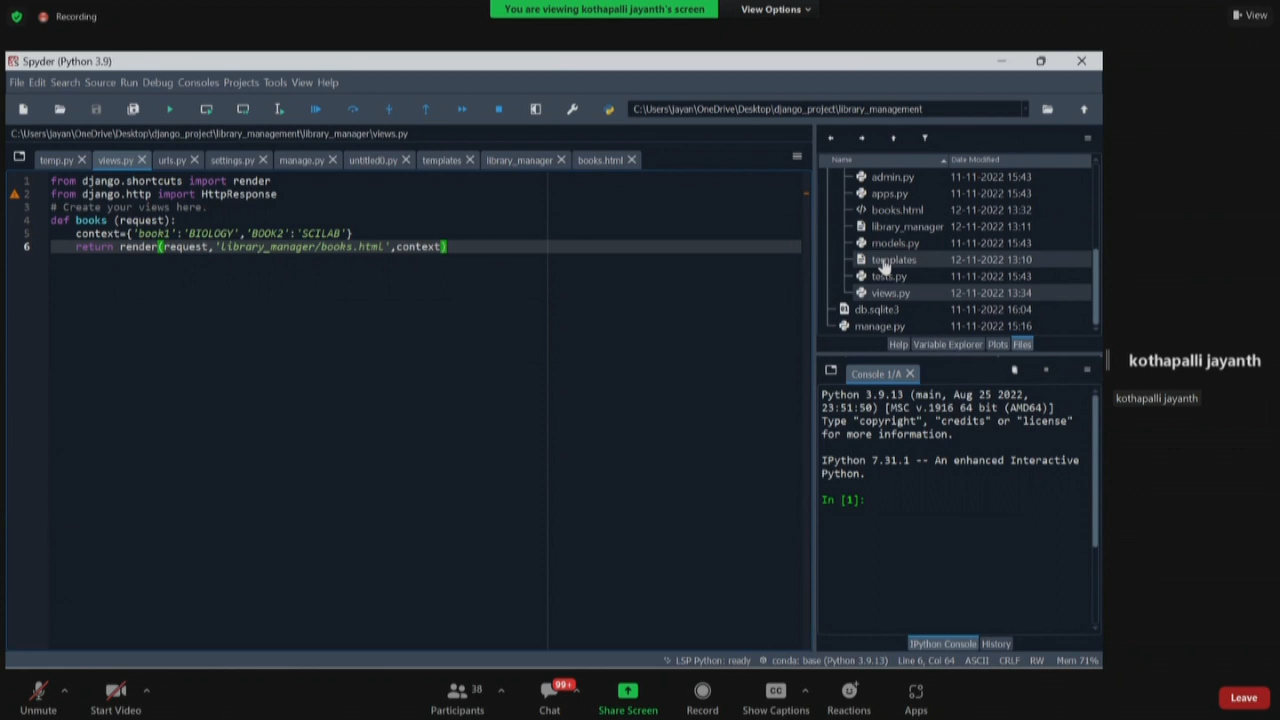 Recording
You are viewing kothapalli jayanth's screen
View Options
View
Spyder (Python 3.9)
File Edit Search Source Run Debug Consoles Projects Tools View Help
C:\Users\Jayan\OneDrive\Desktop\django_project\library_management
C:\Users\Jayan\OneDrive\Desktop\django_project\library_management\library_manager\views.py
temp.py
views.py
urls.py
settings.py
manage.py
untitled0.py
templates
library_manager
books.html
1 from django.shortcuts import render
2 from django.http import HttpResponse
3 # Create your views here.
4 def books (request):
5 context={'book1':'BIOLOGY','BOOK2':'SCILAB'}
6 return render(request,'library_manager/books.html',context)
Name Date Modified
admin.py 11-11-2022 15:43
apps.py 11-11-2022 15:43
books.html 12-11-2022 13:32
library_manager 12-11-2022 13:11
models.py 11-11-2022 15:43
templates 12-11-2022 13:10
tests.py 11-11-2022 15:43
views.py 12-11-2022 13:34
db.sqlite3 11-11-2022 16:04
manage.py 11-11-2022 15:16
Help Variable Explorer Plots Files
Console 1/A
Python 3.9.13 (main, Aug 25 2022,
23:51:50) [MSC v.1916 64 bit (AMD64)]
Type "copyright", "credits" or "license"
for more information.
IPython 7.31.1 -- An enhanced Interactive
Python.
In [1]:
IPython Console History
LSP Python: ready conda: base (Python 3.9.13) Line 6, Col 64 ASCII CRLF RW Mem 71%
kothapalli jayanth
kothapalli jayanth
Unmute
Start Video
Participants 38
Chat 99+
Share Screen
Record
CC Show Captions
Reactions
Apps
Leave